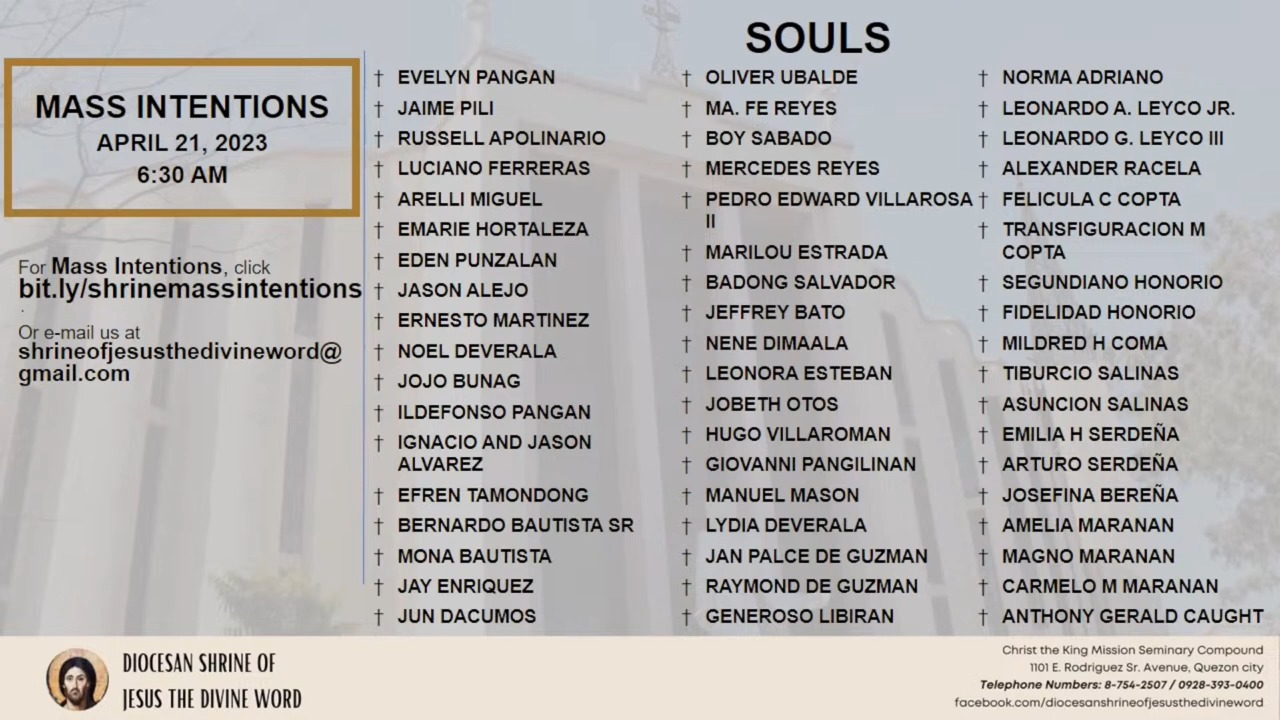 SOULS
MASS INTENTIONS
APRIL 21, 2023
6:30 AM
For Mass Intentions, click
bit.ly/shrinemassintentions
.
Or e-mail us at
shrineofjesusthedivineword@
gmail.com
† EVELYN PANGAN
† JAIME PILI
† RUSSELL APOLINARIO
† LUCIANO FERRERAS
† ARELLI MIGUEL
† EMARIE HORTALEZA
† EDEN PUNZALAN
† JASON ALEJO
† ERNESTO MARTINEZ
† NOEL DEVERALA
† JOJO BUNAG
† ILDEFONSO PANGAN
† IGNACIO AND JASON
ALVAREZ
† EFREN TAMONDONG
† BERNARDO BAUTISTA SR
† MONA BAUTISTA
† JAY ENRIQUEZ
† JUN DACUMOS
† OLIVER UBALDE
† MA. FE REYES
† BOY SABADO
† MERCEDES REYES
† PEDRO EDWARD VILLAROSA
II
† MARILOU ESTRADA
† BADONG SALVADOR
† JEFFREY BATO
† NENE DIMAALA
† LEONORA ESTEBAN
† JOBETH OTOS
† HUGO VILLAROMAN
† GIOVANNI PANGILINAN
† MANUEL MASON
† LYDIA DEVERALA
† JAN PALCE DE GUZMAN
† RAYMOND DE GUZMAN
† GENEROSO LIBIRAN
† NORMA ADRIANO
† LEONARDO A. LEYCO JR.
† LEONARDO G. LEYCO III
† ALEXANDER RACELA
† FELICULA C COPTA
† TRANSFIGURACION M
COPTA
† SEGUNDIANO HONORIO
† FIDELIDAD HONORIO
† MILDRED H COMA
† TIBURCIO SALINAS
† ASUNCION SALINAS
† EMILIA H SERDEÑA
† ARTURO SERDEÑA
† JOSEFINA BEREÑA
† AMELIA MARANAN
† MAGNO MARANAN
† CARMELO M MARANAN
† ANTHONY GERALD CAUGHT
DIOCESAN SHRINE OF
JESUS THE DIVINE WORD
Christ the King Mission Seminary Compound
1101 E. Rodriguez Sr. Avenue, Quezon city
Telephone Numbers: 8-754-2507 / 0928-393-0400
facebook.com/diocesanshrineofjesusthedivineword